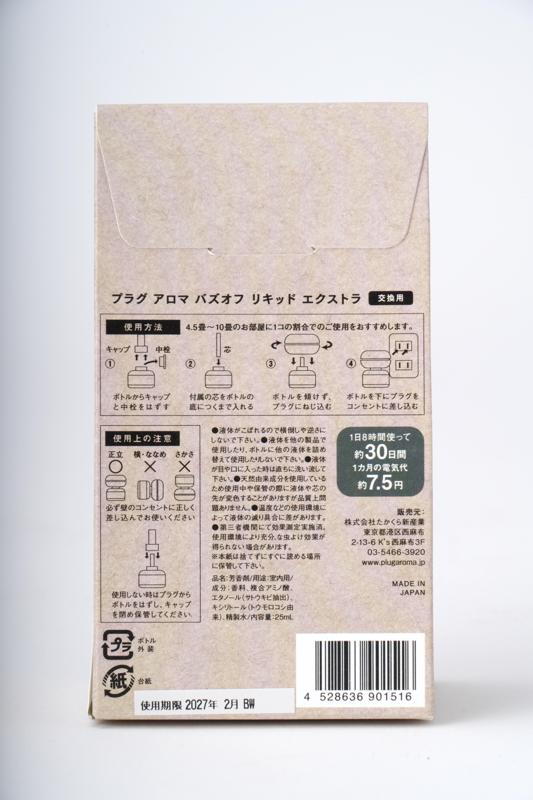 プラグ アロマ バズオフ リキッド エクストラ 交換用
使用方法 4.5畳〜10畳のお部屋に1コの割合でのご使用をおすすめします。
キャップ 中栓
①
ボトルからキャップ
と中栓をはずす
② 芯
付属の芯をボトルの
底につくまで入れる
③
ボトルを傾けず、
プラグにねじ込む
④
ボトルを下にプラグを
コンセントに差し込む
使用上の注意
正立 横・ななめ さかさ
○ × ×
必ず壁のコンセントに正しく
差し込んでお使いください
使用しない時はプラグから
ボトルをはずし、キャップ
を閉め保管してください。
●液体がこぼれるので横倒しや逆さに
しないで下さい。●液体を他の製品で
使用したり、ボトルに他の液体を詰め
替えて使用したりしないで下さい。●液体
が目や口に入った時は直ちに洗い流して
下さい。●天然由来成分を使用している
ため使用中や保管の際に液体や芯の
先が変色することがありますが品質上問
題ありません。●温度などの使用環境に
よって液体の減り具合に差があります。
●第三者機関にて効果測定実施済。
使用環境により充分な虫よけ効果が
得られない場合があります。
※本紙は捨てずにすぐに読める場所
に保管して下さい。
品名:芳香剤/用途:室内用/
成分:香料、複合アミノ酸、
エタノール(サトウキビ抽出)、
キシリトール(トウモロコシ由
来)、精製水/内容量:25mL
1日8時間使って
約30日間
1カ月の電気代
約7.5円
販売元:
株式会社たかくら新産業
東京都港区西麻布
2-13-6 K's西麻布3F
03-5466-3920
www.plugaroma.jp
MADE IN
JAPAN
プラ ボトル
外装
紙 台紙
使用期限 2027年 2月 BW
4 528636 901516